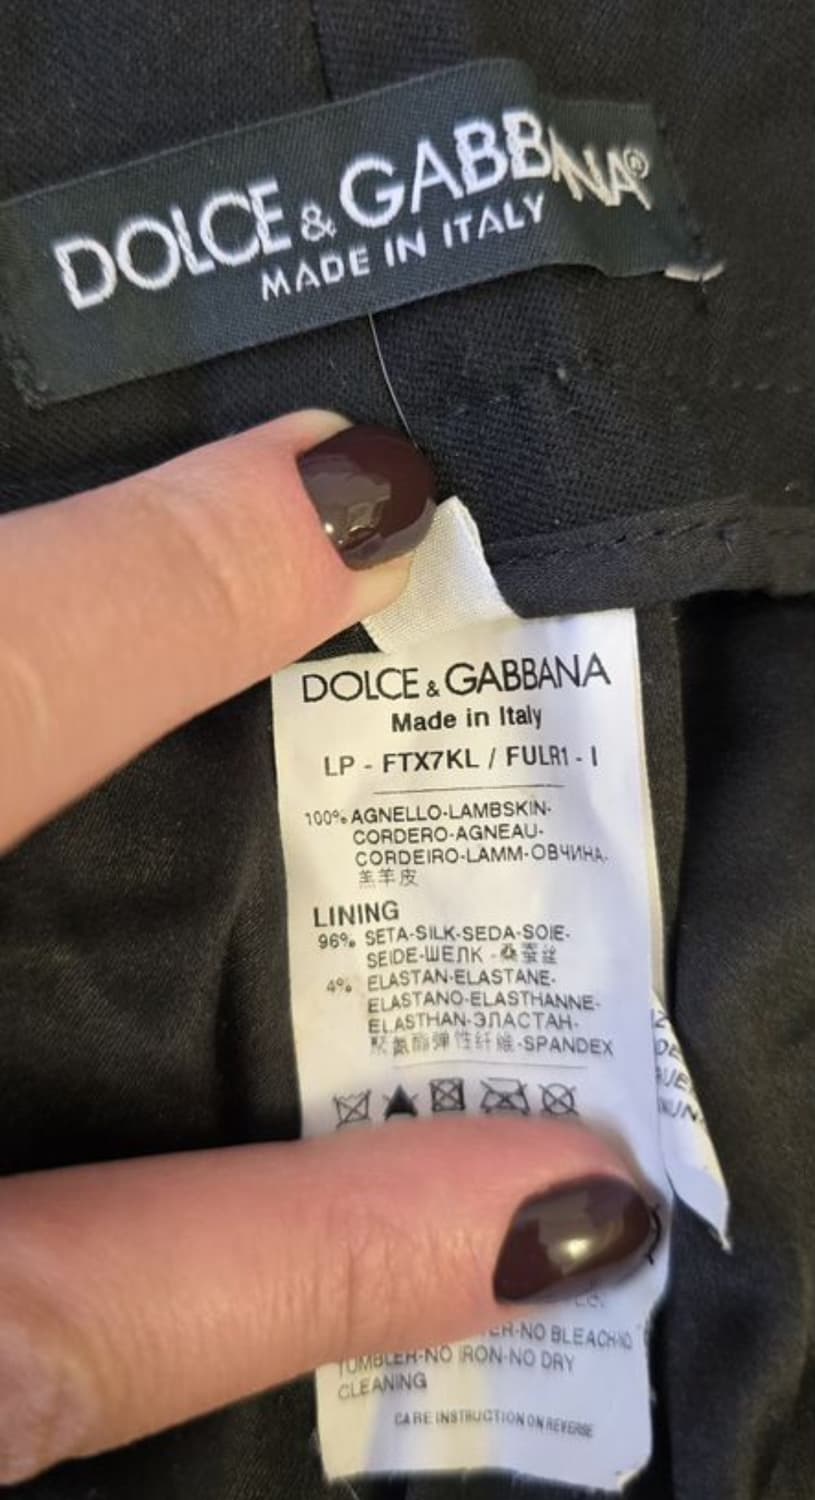 DOLCE & GABBANA®
MADE IN ITALY
DOLCE & GABBANA
Made in Italy
LP - FTX7KL / FULR1 - I
100% AGNELLO-LAMBSKIN-
CORDERO-AGNEAU-
CORDEIRO-LAMM-ОВЧИНА-
羔羊皮
LINING
96% SETA-SILK-SEDA-SOIE-
SEIDE-ШЕЛК -桑蚕丝
4% ELASTAN-ELASTANE-
ELASTANO-ELASTHANNE-
ELASTHAN-ЭЛАСТАН-
聚氨酯弹性纤维-SPANDEX
-NO BLEACH-NO
TUMBLER-NO IRON-NO DRY
CLEANING
CARE INSTRUCTION ON REVERSE